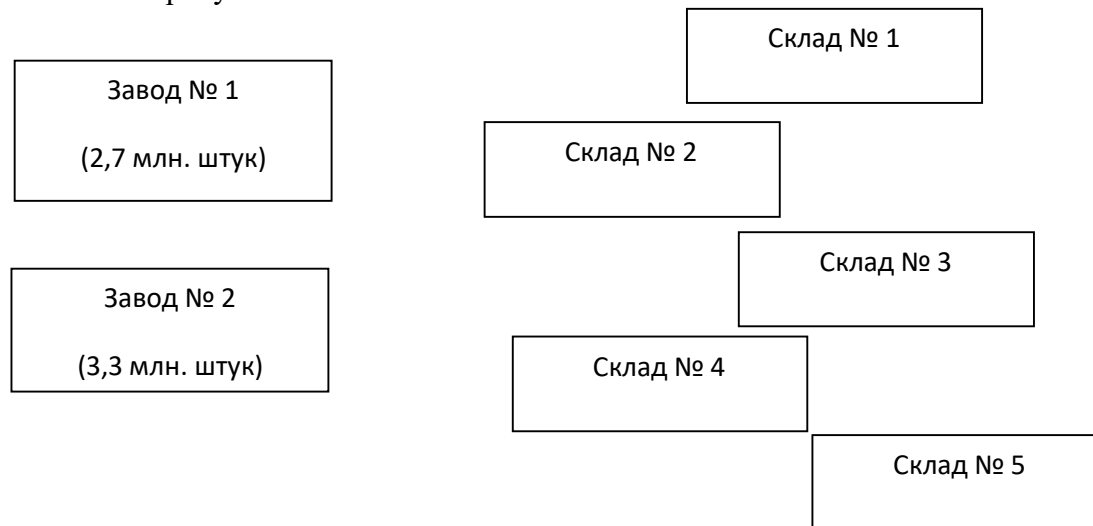 Склад № 1
Завод № 1
(2,7 млн. штук)
Склад № 2
Склад № 3
Завод № 2
(3,3 млн. штук)
Склад № 4
Склад № 5